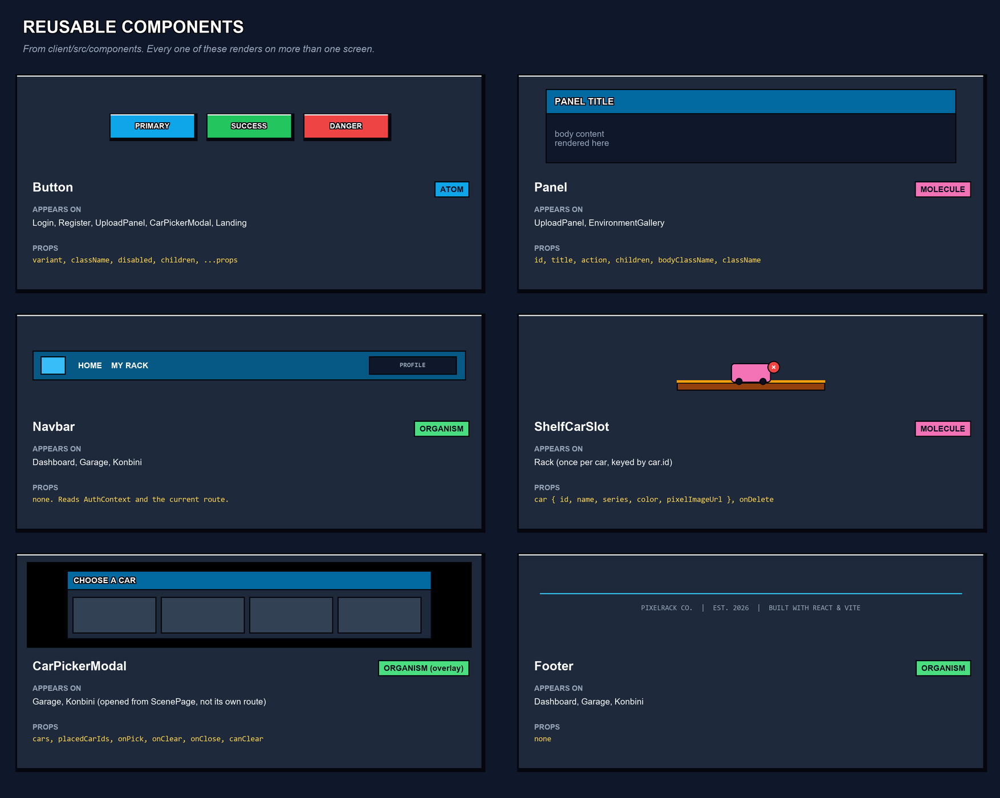 REUSABLE COMPONENTS
From client/src/components. Every one of these renders on more than one screen.
PRIMARY
SUCCESS
DANGER
Button
ATOM
APPEARS ON
Login, Register, UploadPanel, CarPickerModal, Landing
PROPS
variant, className, disabled, children, ...props
PANEL TITLE
body content
rendered here
Panel
MOLECULE
APPEARS ON
UploadPanel, EnvironmentGallery
PROPS
id, title, action, children, bodyClassName, className
HOME MY RACK
PROFILE
Navbar
ORGANISM
APPEARS ON
Dashboard, Garage, Konbini
PROPS
none. Reads AuthContext and the current route.
×
ShelfCarSlot
MOLECULE
APPEARS ON
Rack (once per car, keyed by car.id)
PROPS
car { id, name, series, color, pixelImageUrl }, onDelete
CHOOSE A CAR
CarPickerModal
ORGANISM (overlay)
APPEARS ON
Garage, Konbini (opened from ScenePage, not its own route)
PROPS
cars, placedCarIds, onPick, onClear, onClose, canClear
PIXELRACK CO. | EST. 2026 | BUILT WITH REACT & VITE
Footer
ORGANISM
APPEARS ON
Dashboard, Garage, Konbini
PROPS
none